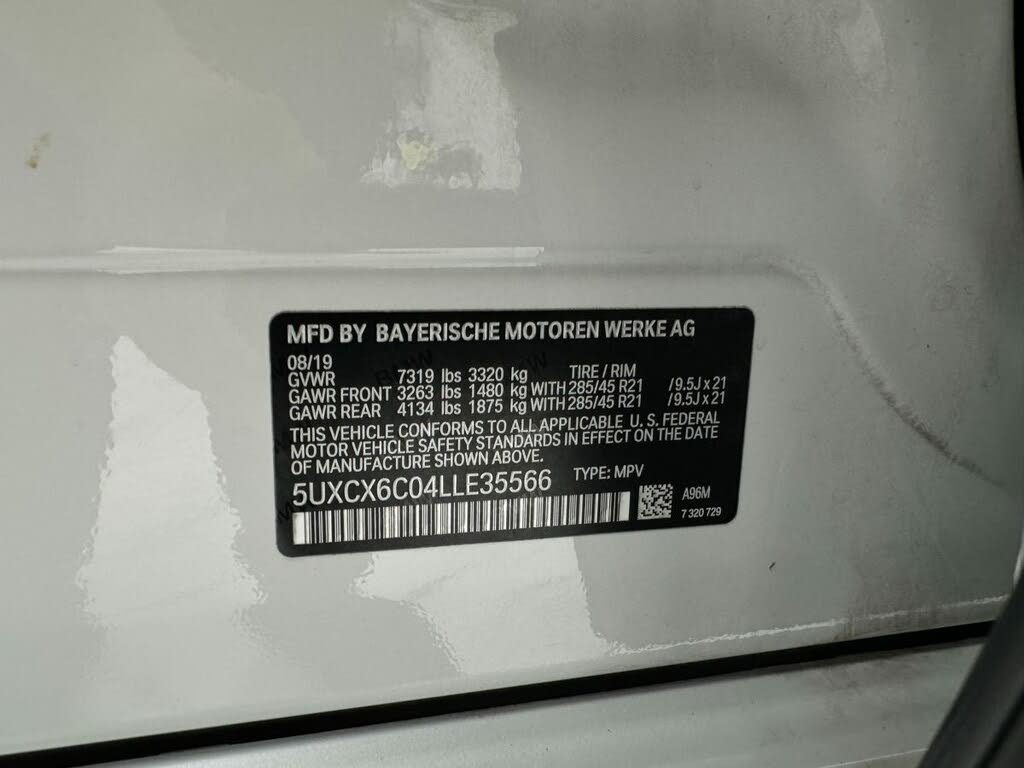 MFD BY BAYERISCHE MOTOREN WERKE AG
08/19 TIRE / RIM
GVWR 7319 lbs 3320 kg
GAWR FRONT 3263 lbs 1480 kg WITH 285/45 R21 /9.5J x 21
GAWR REAR 4134 lbs 1875 kg WITH 285/45 R21 /9.5J x 21
THIS VEHICLE CONFORMS TO ALL APPLICABLE U. S. FEDERAL
MOTOR VEHICLE SAFETY STANDARDS IN EFFECT ON THE DATE
OF MANUFACTURE SHOWN ABOVE.
5UXCX6C04LLE35566 TYPE: MPV
A96M
7 320 729